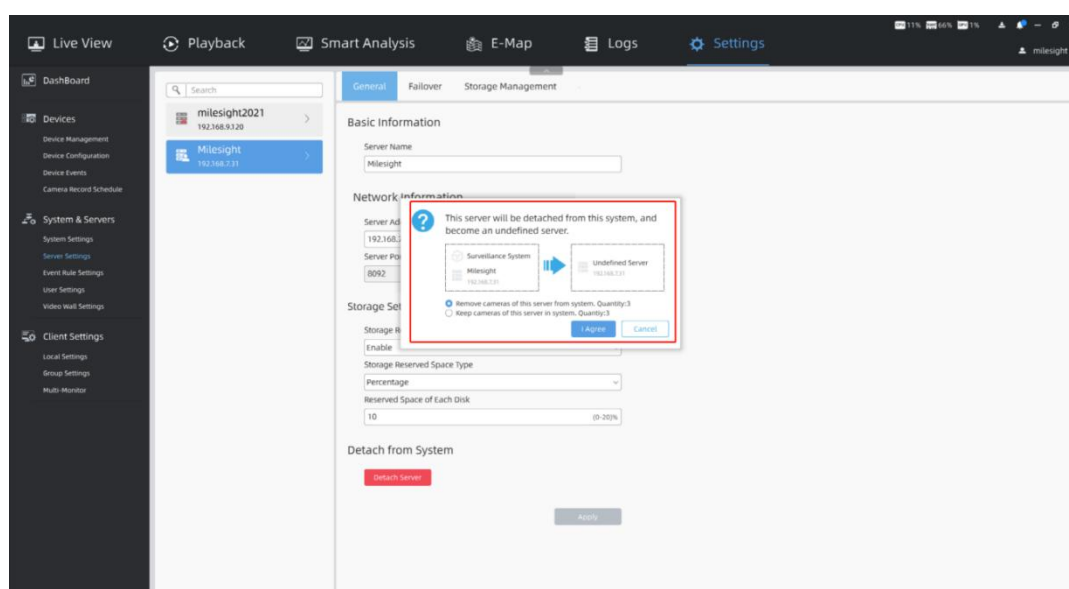 11% 66% 1%
Live View
Playback
Smart Analysis
E-Map
Logs
Settings
milesight
DashBoard
Devices
Device Management
Device Configuration
Device Events
Camera Record Schedule
System & Servers
System Settings
Server Settings
Event Rule Settings
User Settings
Video Wall Settings
Client Settings
Local Settings
Group Settings
Multi-Monitor
Search
milesight2021
192.168.9.120
Milesight
192.168.7.31
General Failover Storage Management
Basic Information
Server Name
Milesight
Network Information
Server Ad
192.168.
Server Po
8092
Storage Set
Storage R
Enable
Storage Reserved Space Type
Percentage
Reserved Space of Each Disk
10 (0-20)%
Detach from System
Detach Server
Apply
This server will be detached from this system, and
become an undefined server.
Surveillance System
Milesight
192.168.7.31
Undefined Server
192.168.7.31
Remove cameras of this server from system, Quantity:3
Keep cameras of this server in system, Quantiy:3
I Agree Cancel